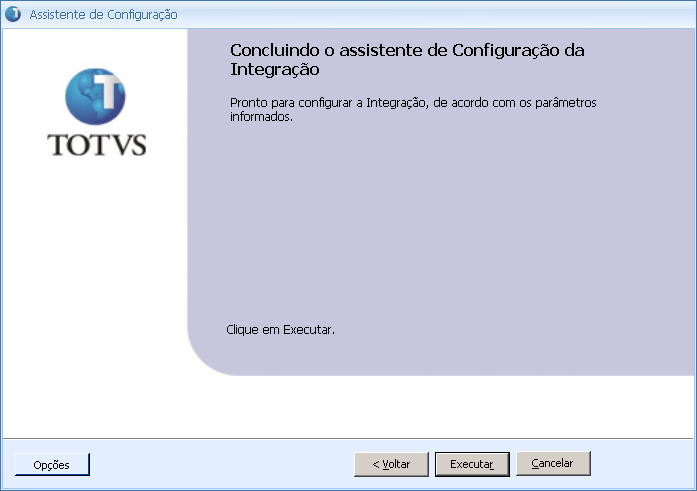 Assistente de Configuração
Concluindo o assistente de Configuração da
Integração
Pronto para configurar a Integração, de acordo com os parâmetros
informados.
T
TOTVS
Clique em Executar.
Opções
< Voltar
Executar
Cancelar